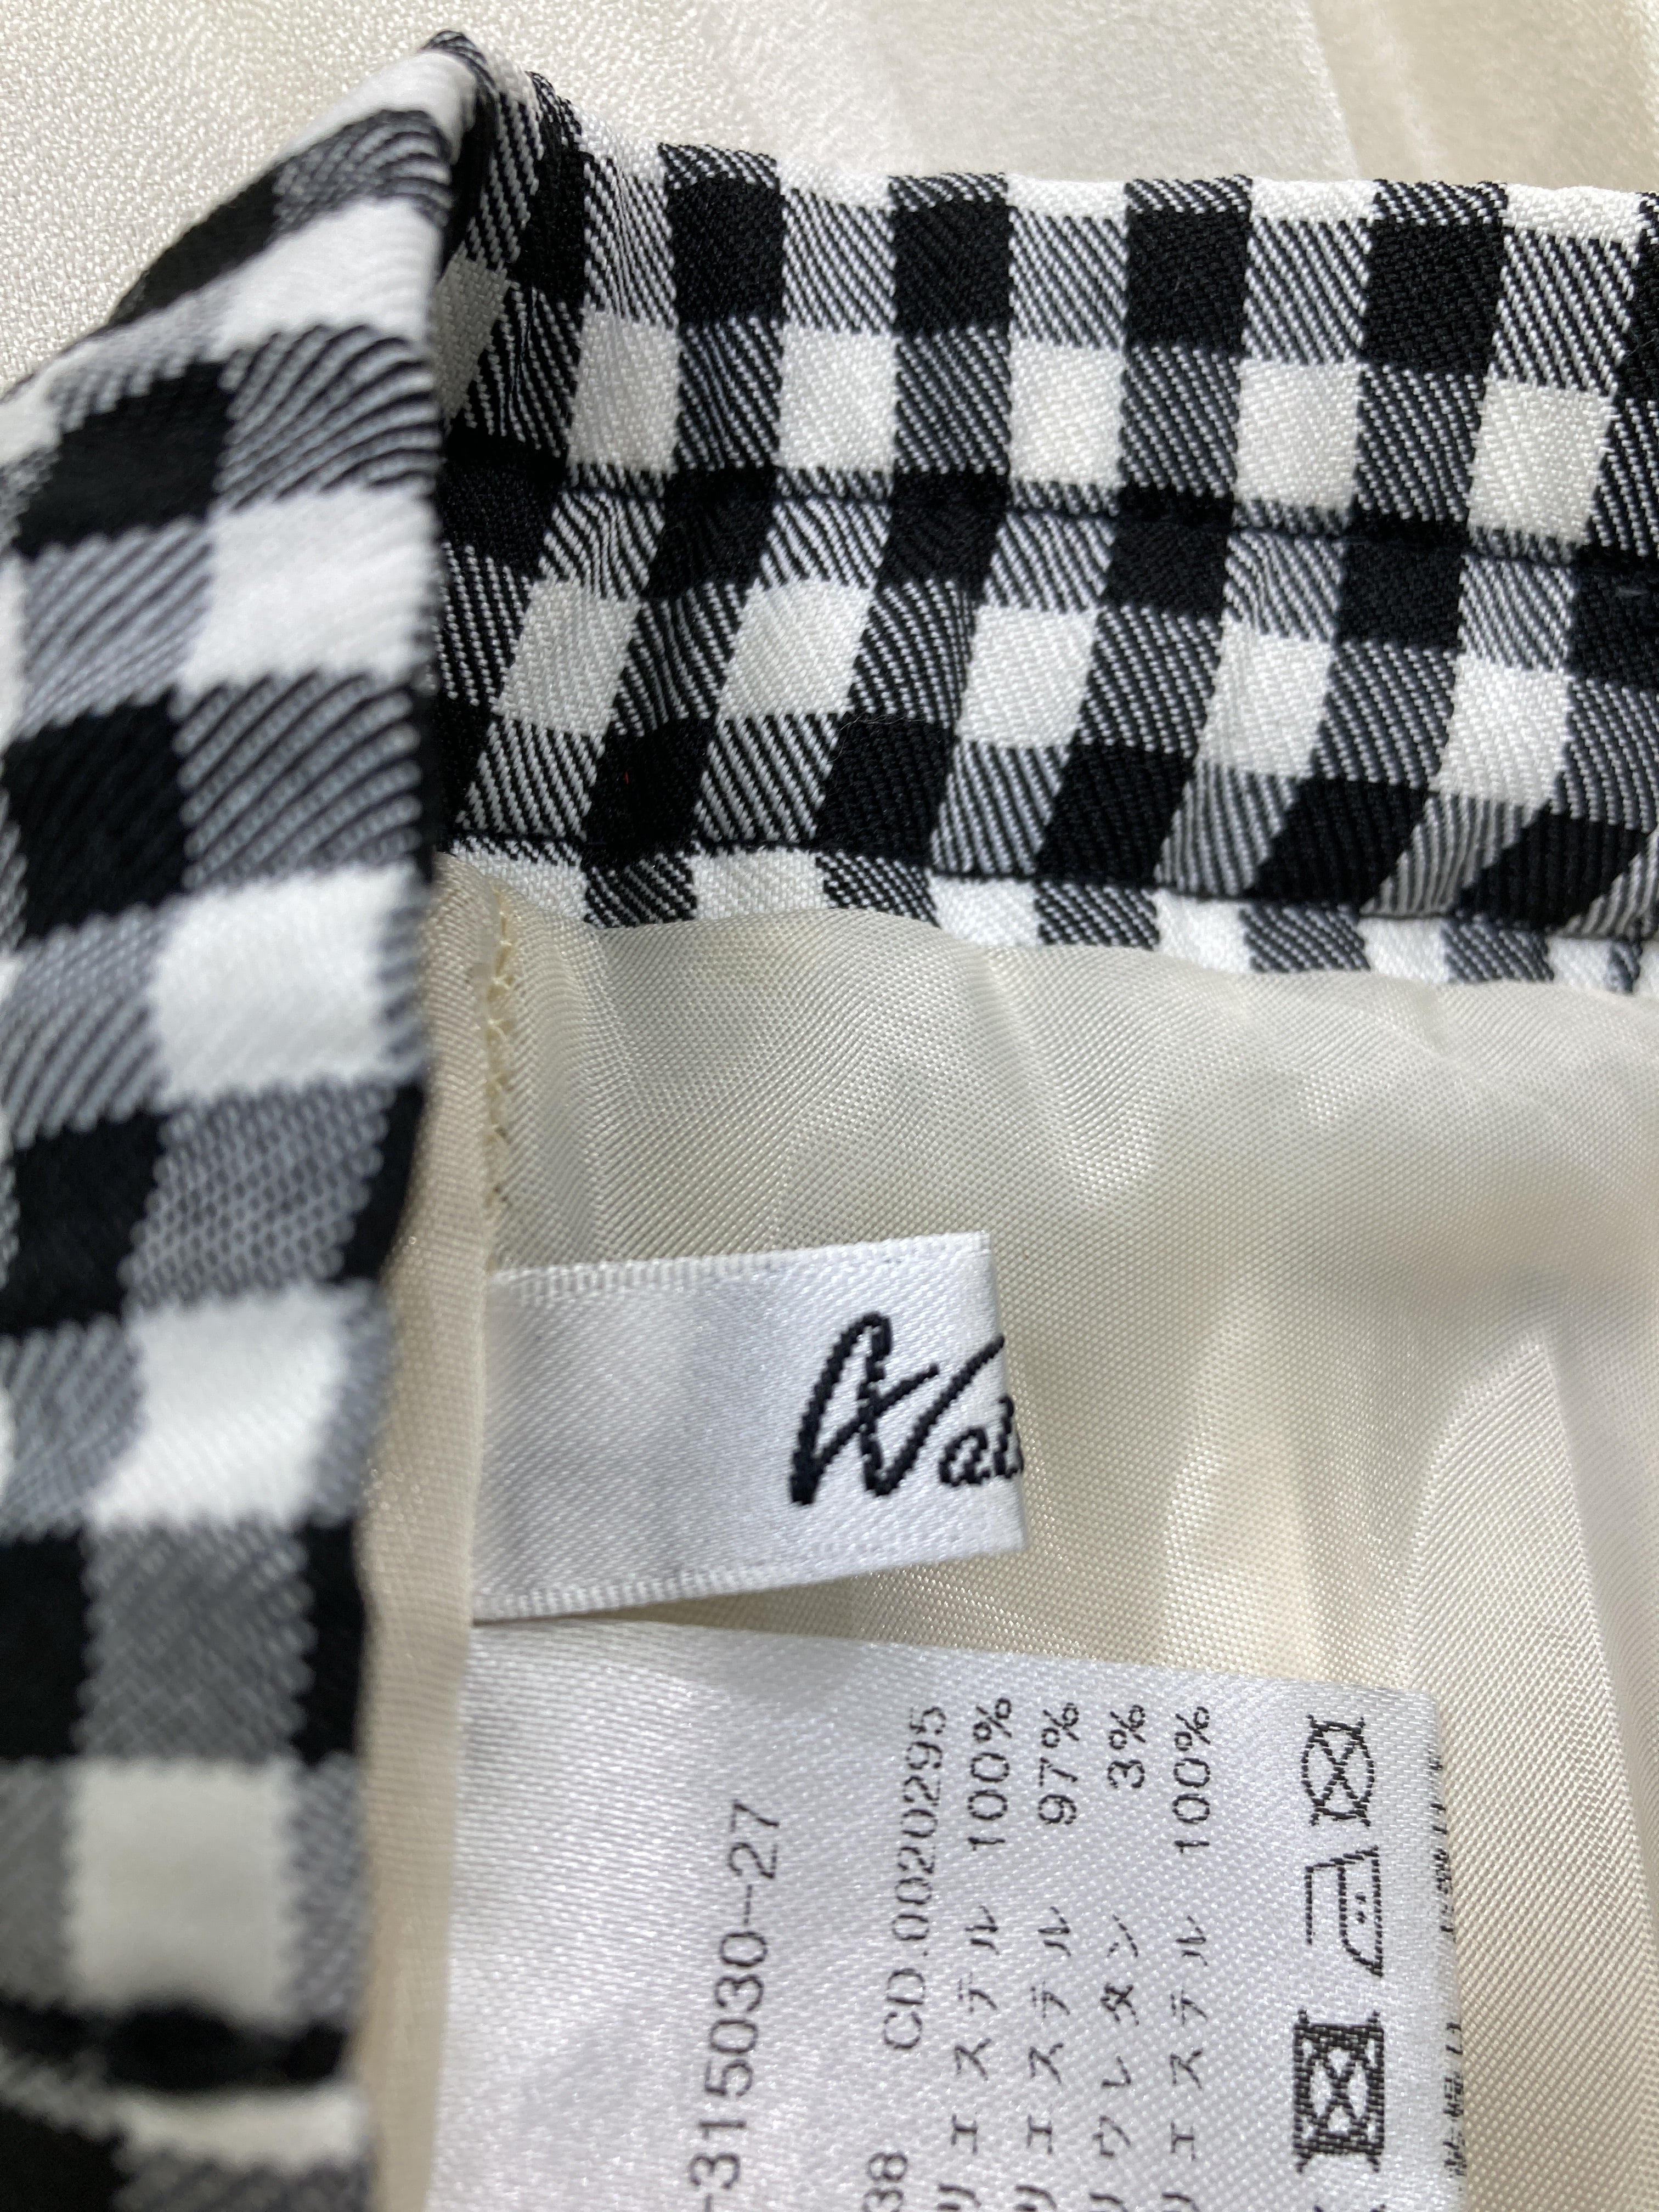 Wal
-315030-27
38 CD.0020295
リエステル 100%
リエステル 97%
リウレタン 3%
リエステル 100%